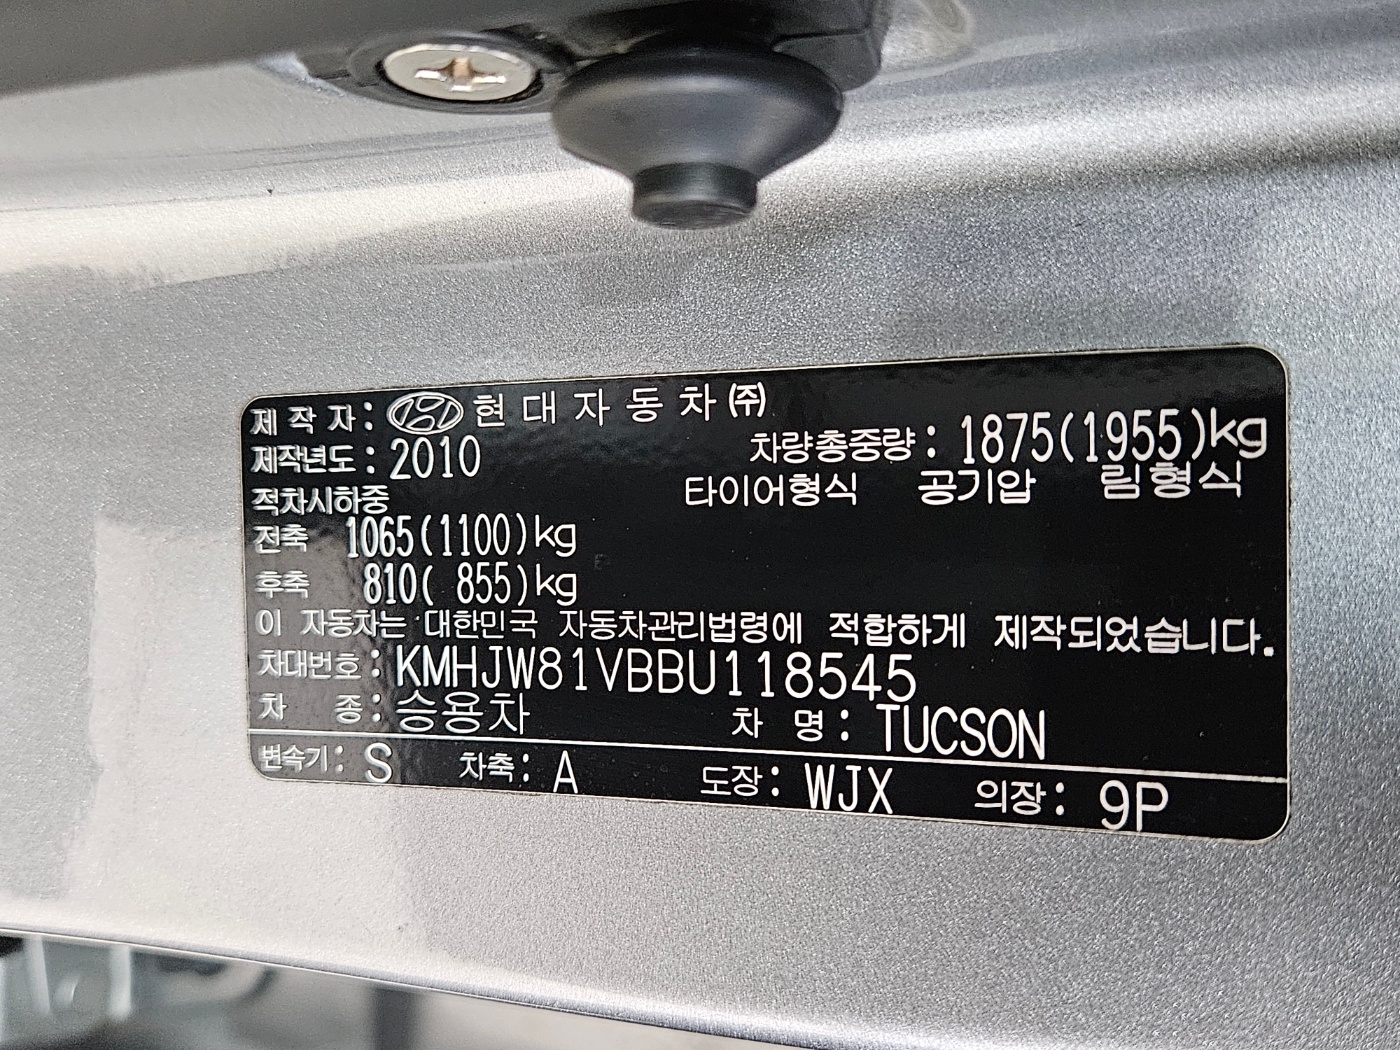 제작자: 현대자동차㈜
제작년도: 2010 차량총중량: 1875(1955)kg
적차시하중 타이어형식 공기압 림형식
전축 1065(1100)kg
후축 810( 855)kg
이 자동차는 대한민국 자동차관리법령에 적합하게 제작되었습니다.
차대번호: KMHJW81VBBU118545
차 종: 승용차 차 명: TUCSON
변속기: S 차축: A 도장: WJX 의장: 9P